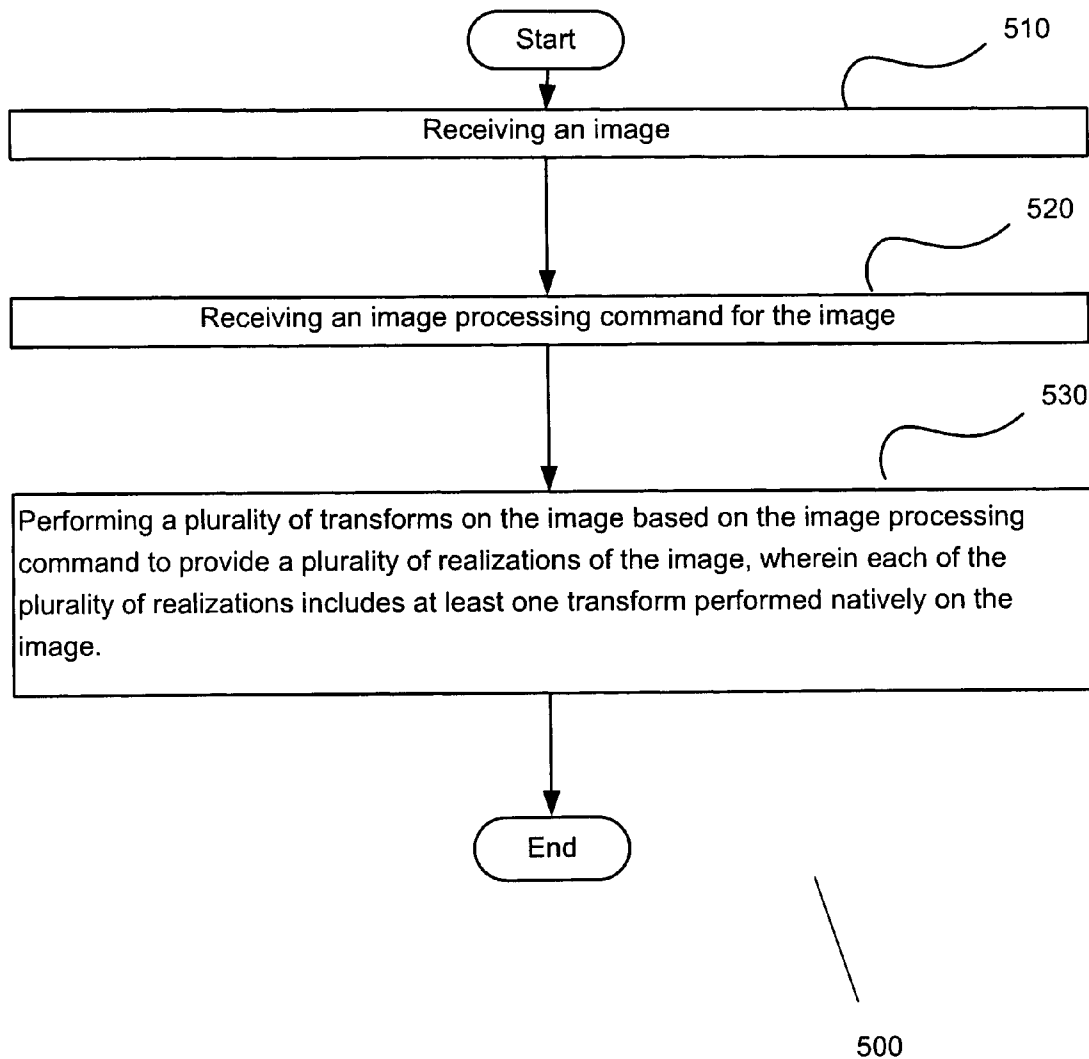 Start
510
Receiving an image
520
Receiving an image processing command for the image
530
Performing a plurality of transforms on the image based on the image processing
command to provide a plurality of realizations of the image, wherein each of the
plurality of realizations includes at least one transform performed natively on the
image.
End
500